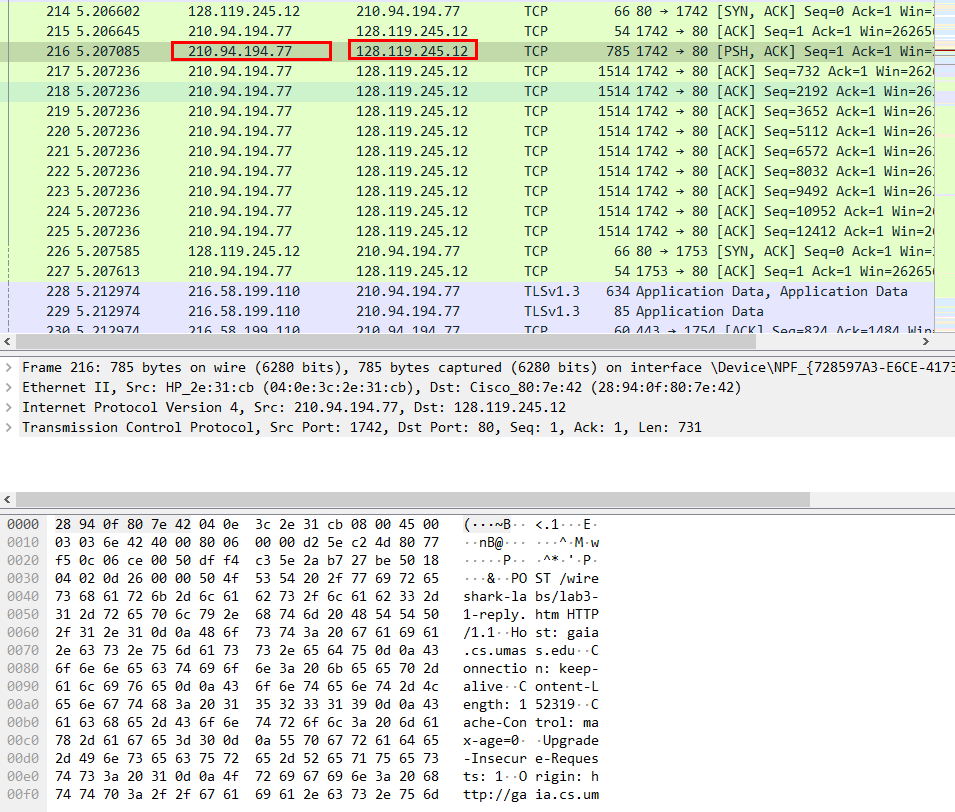 214 5.206602 128.119.245.12 210.94.194.77 TCP 66 80 → 1742 [SYN, ACK] Seq=0 Ack=1 Win=
215 5.206645 210.94.194.77 128.119.245.12 TCP 54 1742 → 80 [ACK] Seq=1 Ack=1 Win=26265
216 5.207085 210.94.194.77 128.119.245.12 TCP 785 1742 → 80 [PSH, ACK] Seq=1 Ack=1 Win=
217 5.207236 210.94.194.77 128.119.245.12 TCP 1514 1742 → 80 [ACK] Seq=732 Ack=1 Win=262
218 5.207236 210.94.194.77 128.119.245.12 TCP 1514 1742 → 80 [ACK] Seq=2192 Ack=1 Win=26
219 5.207236 210.94.194.77 128.119.245.12 TCP 1514 1742 → 80 [ACK] Seq=3652 Ack=1 Win=26
220 5.207236 210.94.194.77 128.119.245.12 TCP 1514 1742 → 80 [ACK] Seq=5112 Ack=1 Win=26
221 5.207236 210.94.194.77 128.119.245.12 TCP 1514 1742 → 80 [ACK] Seq=6572 Ack=1 Win=26
222 5.207236 210.94.194.77 128.119.245.12 TCP 1514 1742 → 80 [ACK] Seq=8032 Ack=1 Win=26
223 5.207236 210.94.194.77 128.119.245.12 TCP 1514 1742 → 80 [ACK] Seq=9492 Ack=1 Win=26
224 5.207236 210.94.194.77 128.119.245.12 TCP 1514 1742 → 80 [ACK] Seq=10952 Ack=1 Win=2
225 5.207236 210.94.194.77 128.119.245.12 TCP 1514 1742 → 80 [ACK] Seq=12412 Ack=1 Win=2
226 5.207585 128.119.245.12 210.94.194.77 TCP 66 80 → 1753 [SYN, ACK] Seq=0 Ack=1 Win=
227 5.207613 210.94.194.77 128.119.245.12 TCP 54 1753 → 80 [ACK] Seq=1 Ack=1 Win=26265
228 5.212974 216.58.199.110 210.94.194.77 TLSv1.3 634 Application Data, Application Data
229 5.212974 216.58.199.110 210.94.194.77 TLSv1.3 85 Application Data
230 5.212974 216.58.199.110 210.94.194.77 TCP 60 443 → 1754 [ACK] Seq=824 Ack=1484 Win=
Frame 216: 785 bytes on wire (6280 bits), 785 bytes captured (6280 bits) on interface \Device\NPF_{728597A3-E6CE-4173
Ethernet II, Src: HP_2e:31:cb (04:0e:3c:2e:31:cb), Dst: Cisco_80:7e:42 (28:94:0f:80:7e:42)
Internet Protocol Version 4, Src: 210.94.194.77, Dst: 128.119.245.12
Transmission Control Protocol, Src Port: 1742, Dst Port: 80, Seq: 1, Ack: 1, Len: 731
0000 28 94 0f 80 7e 42 04 0e 3c 2e 31 cb 08 00 45 00 (···~B·· <.1···E·
0010 03 03 6e 42 40 00 80 06 00 00 d2 5e c2 4d 80 77 ··nB@··· ···^·M·w
0020 f5 0c 06 ce 00 50 df f4 c3 5e 2a b7 27 be 50 18 ·····P·· ·^*·'·P·
0030 04 02 0d 26 00 00 50 4f 53 54 20 2f 77 69 72 65 ···&··PO ST /wire
0040 73 68 61 72 6b 2d 6c 61 62 73 2f 6c 61 62 33 2d shark-la bs/lab3-
0050 31 2d 72 65 70 6c 79 2e 68 74 6d 20 48 54 54 50 1-reply. htm HTTP
0060 2f 31 2e 31 0d 0a 48 6f 73 74 3a 20 67 61 69 61 /1.1··Ho st: gaia
0070 2e 63 73 2e 75 6d 61 73 73 2e 65 64 75 0d 0a 43 .cs.umas s.edu··C
0080 6f 6e 6e 65 63 74 69 6f 6e 3a 20 6b 65 65 70 2d onnectio n: keep-
0090 61 6c 69 76 65 0d 0a 43 6f 6e 74 65 6e 74 2d 4c alive··C ontent-L
00a0 65 6e 67 74 68 3a 20 31 35 32 33 31 39 0d 0a 43 ength: 1 52319··C
00b0 61 63 68 65 2d 43 6f 6e 74 72 6f 6c 3a 20 6d 61 ache-Con trol: ma
00c0 78 2d 61 67 65 3d 30 0d 0a 55 70 67 72 61 64 65 x-age=0· ·Upgrade
00d0 2d 49 6e 73 65 63 75 72 65 2d 52 65 71 75 65 73 -Insecur e-Reques
00e0 74 73 3a 20 31 0d 0a 4f 72 69 67 69 6e 3a 20 68 ts: 1··O rigin: h
00f0 74 74 70 3a 2f 2f 67 61 69 61 2e 63 73 2e 75 6d ttp://ga ia.cs.um